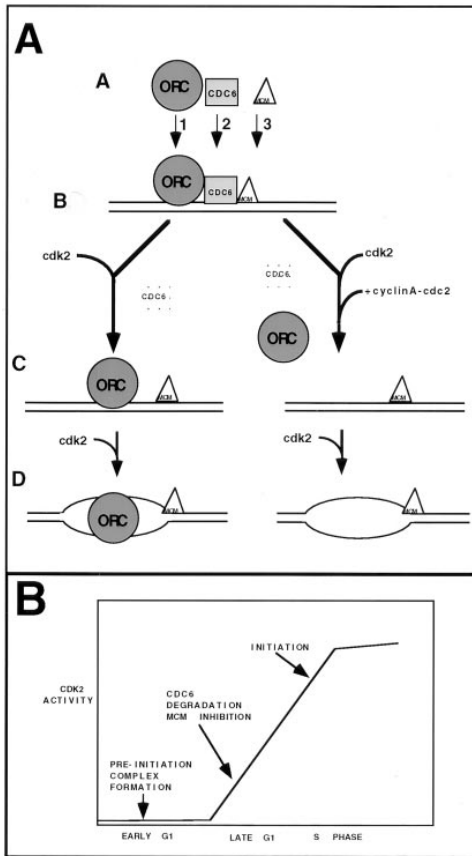 A
A
ORC
CDC6
MCM
1
2
3
B
ORC
CDC6
MCM
cdk2
CDC6
CDC6
cdk2
+cyclinA-cdc2
ORC
C
ORC
MCM
MCM
cdk2
cdk2
D
ORC
MCM
MCM
B
CDK2
ACTIVITY
INITIATION
CDC6
DEGRADATION
MCM INHIBITION
PRE-INITIATION
COMPLEX
FORMATION
EARLY G1
LATE G1
S PHASE